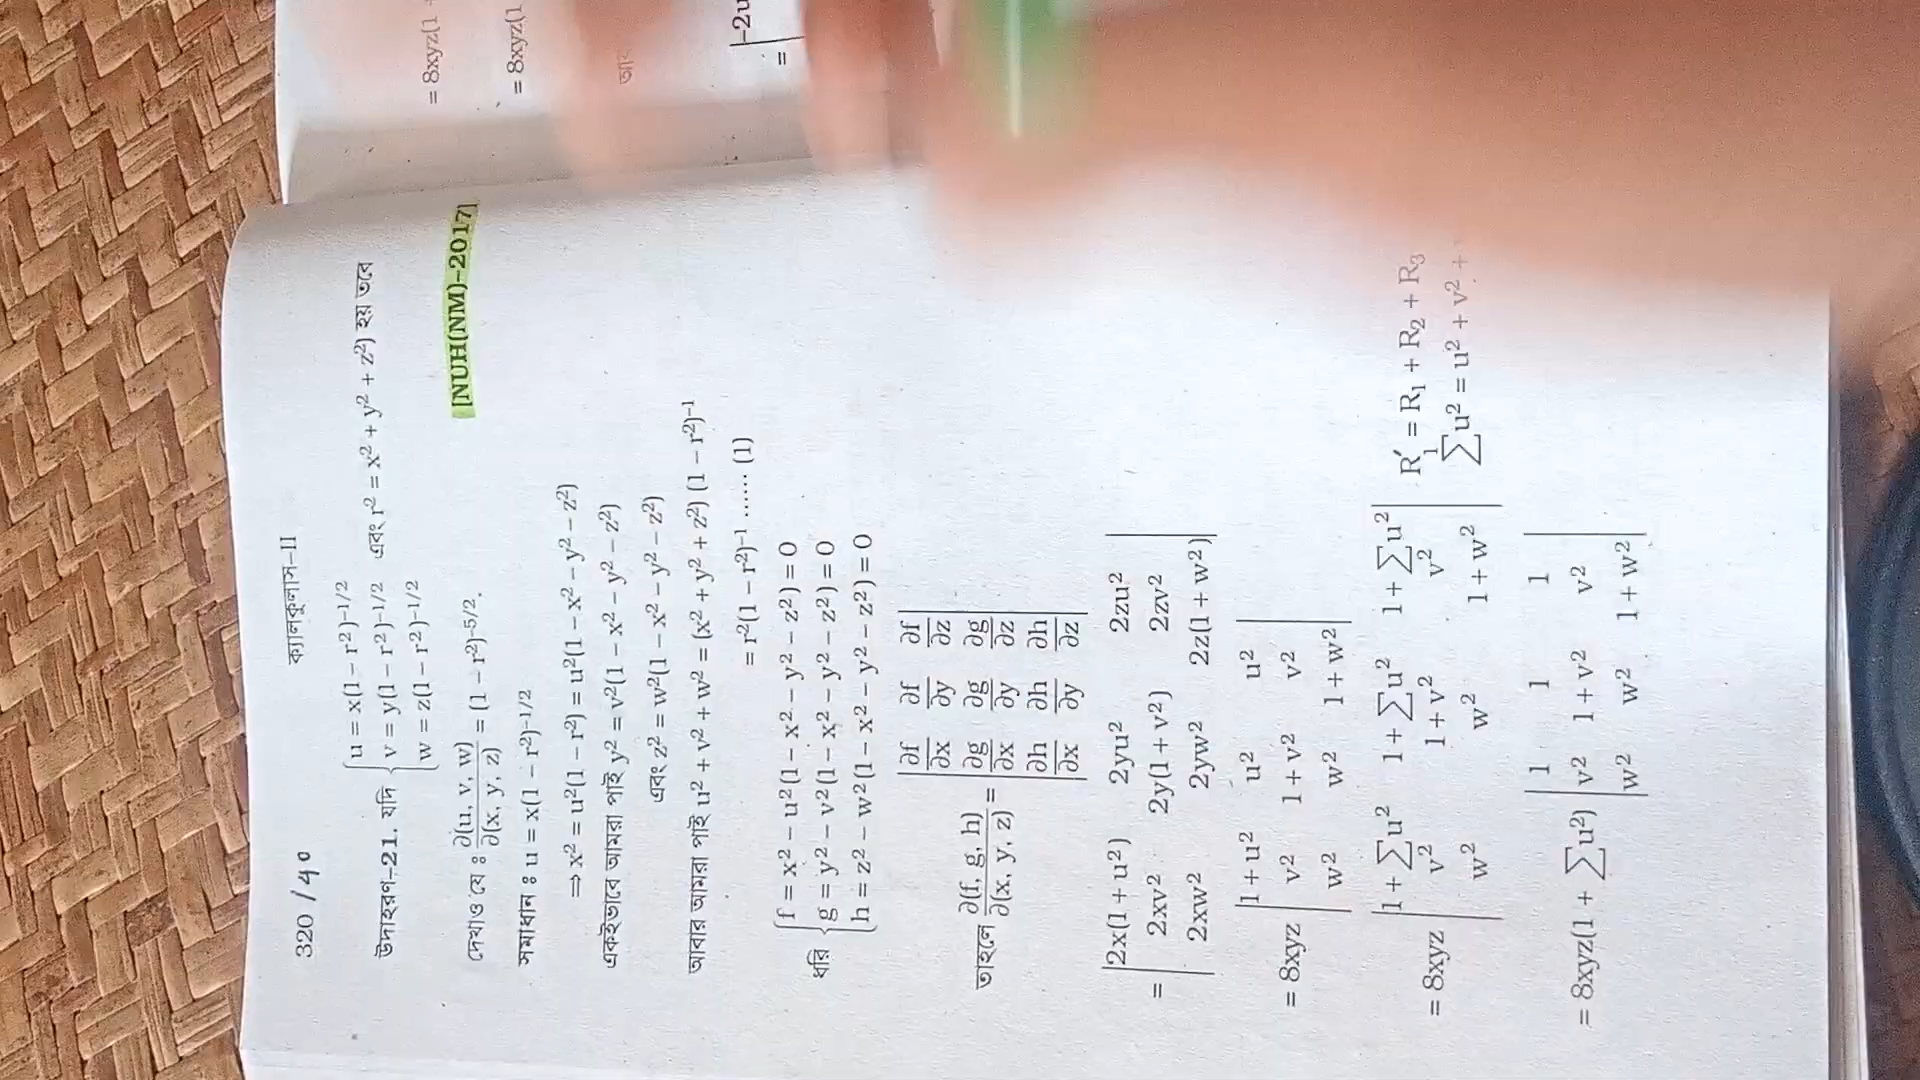 320 /40
ক্যালকুলাস-II
উদাহরণ-21. যদি { u = x(1 – r²)⁻¹/²
v = y(1 – r²)⁻¹/² এবং r² = x² + y² + z²) হয় তবে
w = z(1 – r²)⁻¹/²
দেখাও যে : ∂(u, v, w)/∂(x, y, z) = (1 – r²)⁻⁵/².
[NUH(NM)–2017]
সমাধান : u = x(1 – r²)⁻¹/²
⇒ x² = u²(1 – r²) = u²(1 – x² – y² – z²)
একইভাবে আমরা পাই y² = v²(1 – x² – y² – z²)
এবং z² = w²(1 – x² – y² – z²)
আবার আমরা পাই u² + v² + w² = (x² + y² + z²) (1 – r²)⁻¹
= r²(1 – r²)⁻¹ ...... (1)
ধরি { f = x² – u²(1 – x² – y² – z²) = 0
g = y² – v²(1 – x² – y² – z²) = 0
h = z² – w²(1 – x² – y² – z²) = 0
তাহলে ∂(f, g, h)/∂(x, y, z) = | ∂f/∂x ∂f/∂y ∂f/∂z |
| ∂g/∂x ∂g/∂y ∂g/∂z |
| ∂h/∂x ∂h/∂y ∂h/∂z |
= | 2x(1 + u²) 2yu² 2zu² |
| 2xv² 2y(1 + v²) 2zv² |
| 2xw² 2yw² 2z(1 + w²) |
= 8xyz | 1 + u² u² u² |
| v² 1 + v² v² |
| w² w² 1 + w² |
= 8xyz | 1 + ∑u² 1 + ∑u² 1 + ∑u² | R₁′ = R₁ + R₂ + R₃
| v² 1 + v² v² | ∑u² = u² + v² +
| w² w² 1 + w² |
= 8xyz(1 + ∑u²) | 1 1 1 |
| v² 1 + v² v² |
| w² w² 1 + w² |
= 8xyz(1
= 8xyz(1
= |–2u